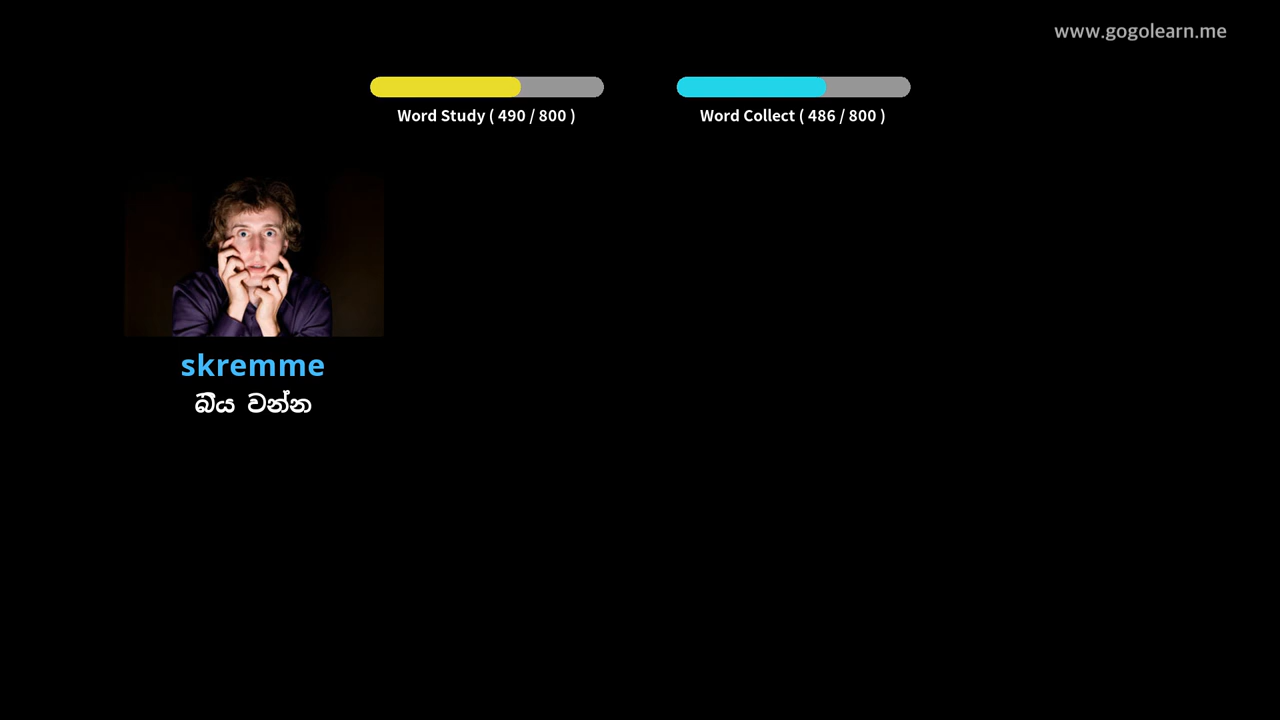 www.gogolearn.me
Word Study ( 490 / 800 )
Word Collect ( 486 / 800 )
skremme
බිය වන්න